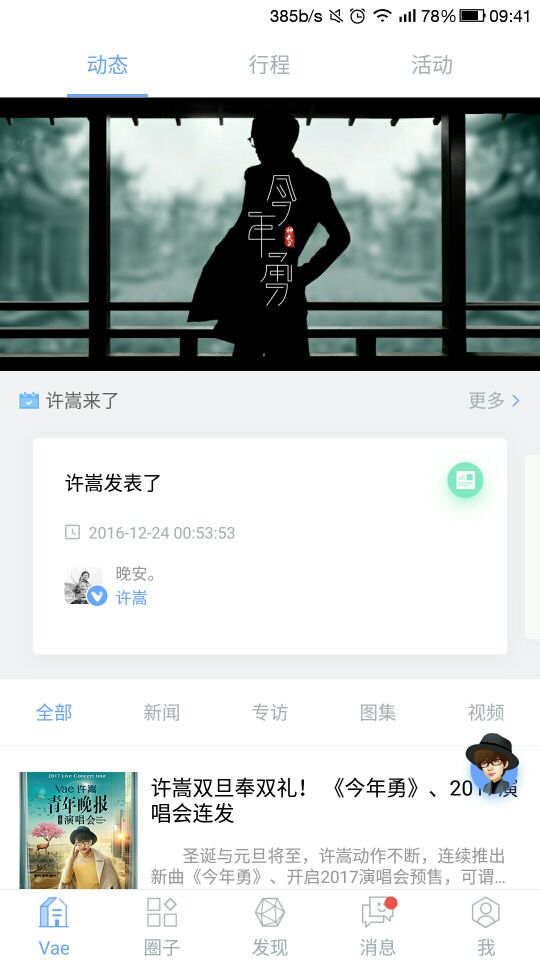 385b/s 78% 09:41
动态 行程 活动
今年勇
许嵩来了 更多
许嵩发表了
2016-12-24 00:53:53
晚安。
许嵩
全部 新闻 专访 图集 视频
2017 Live Concert tour
Vae 许嵩
青年晚报
演唱会
许嵩双旦奉双礼！《今年勇》、2017演
唱会连发
圣诞与元旦将至，许嵩动作不断，连续推出
新曲《今年勇》、开启2017演唱会预售，可谓...
Vae 圈子 发现 消息 我